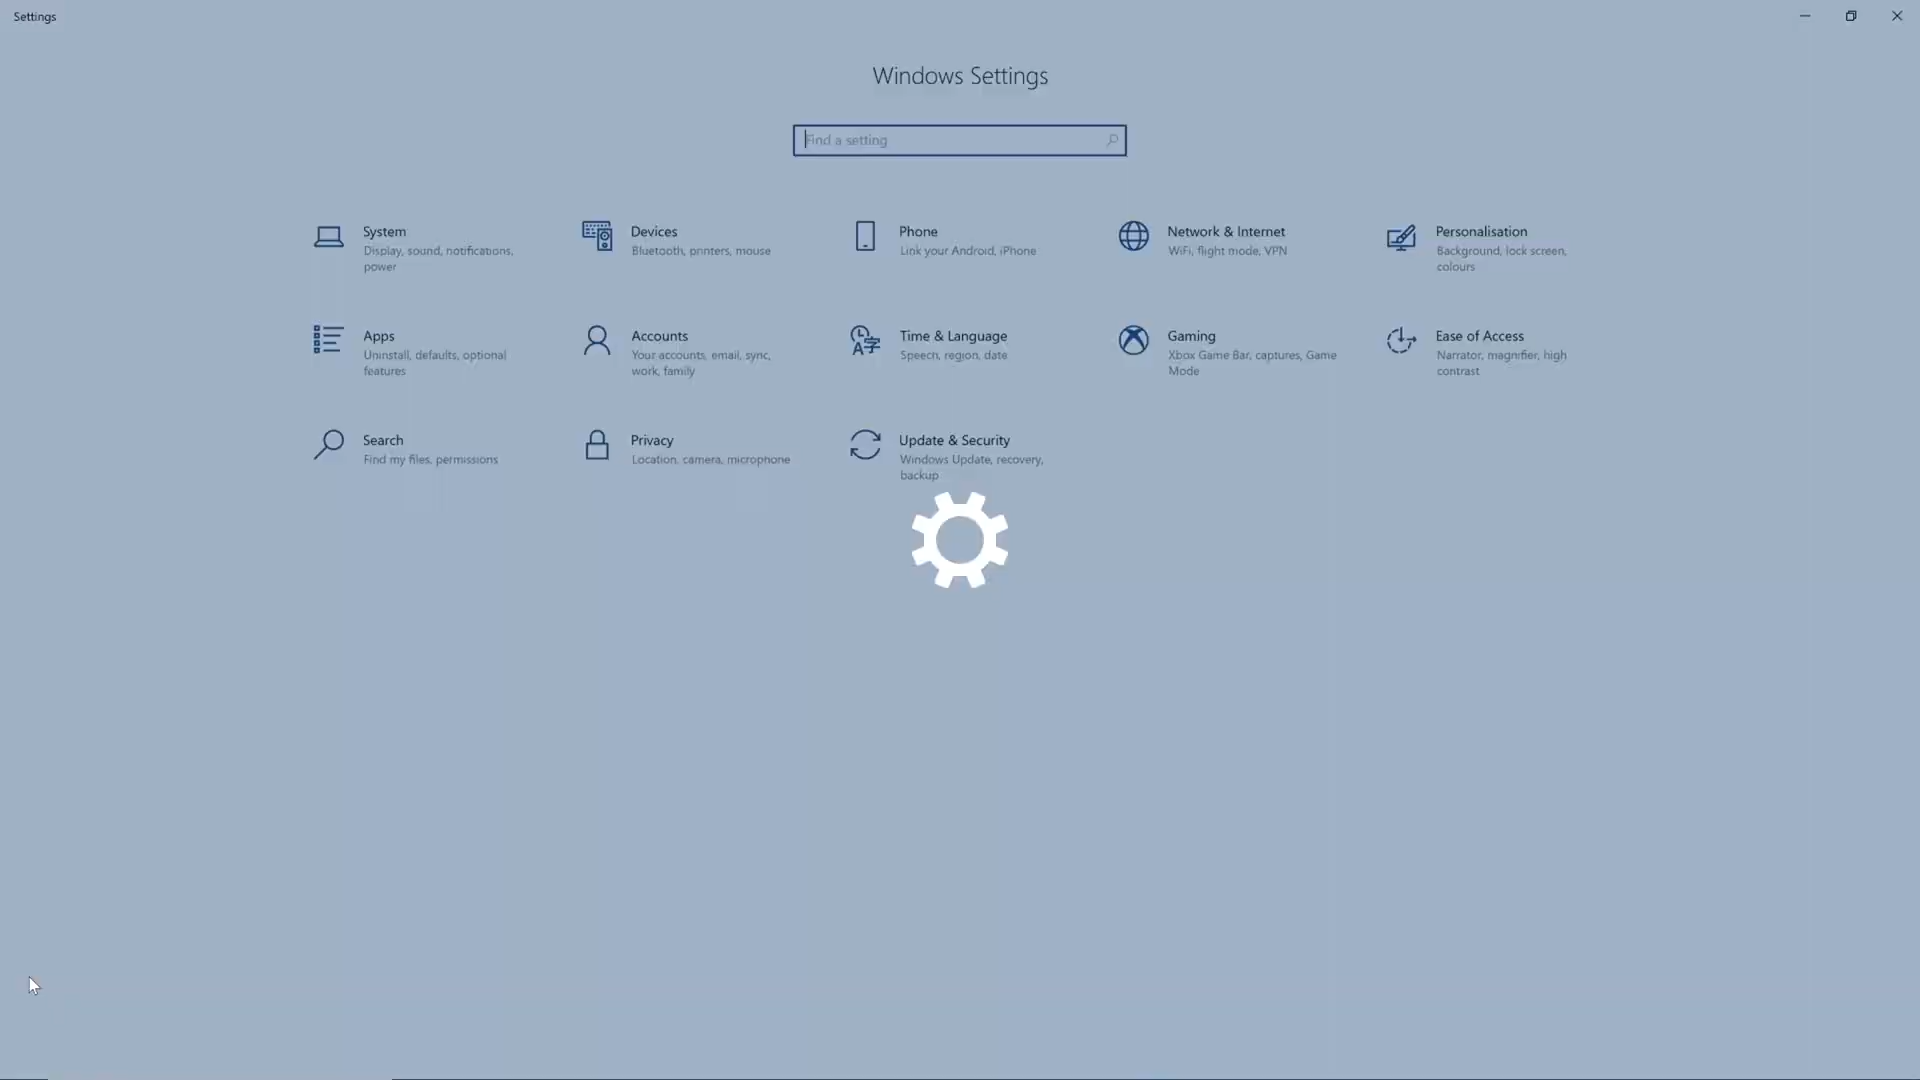 Settings
Windows Settings
Find a setting
System
Display, sound, notifications,
power
Devices
Bluetooth, printers, mouse
Phone
Link your Android, iPhone
Network & Internet
WiFi, flight mode, VPN
Personalisation
Background, lock screen,
colours
Apps
Uninstall, defaults, optional
features
Accounts
Your accounts, email, sync,
work, family
Time & Language
Speech, region, date
Gaming
Xbox Game Bar, captures, Game
Mode
Ease of Access
Narrator, magnifier, high
contrast
Search
Find my files, permissions
Privacy
Location, camera, microphone
Update & Security
Windows Update, recovery,
backup